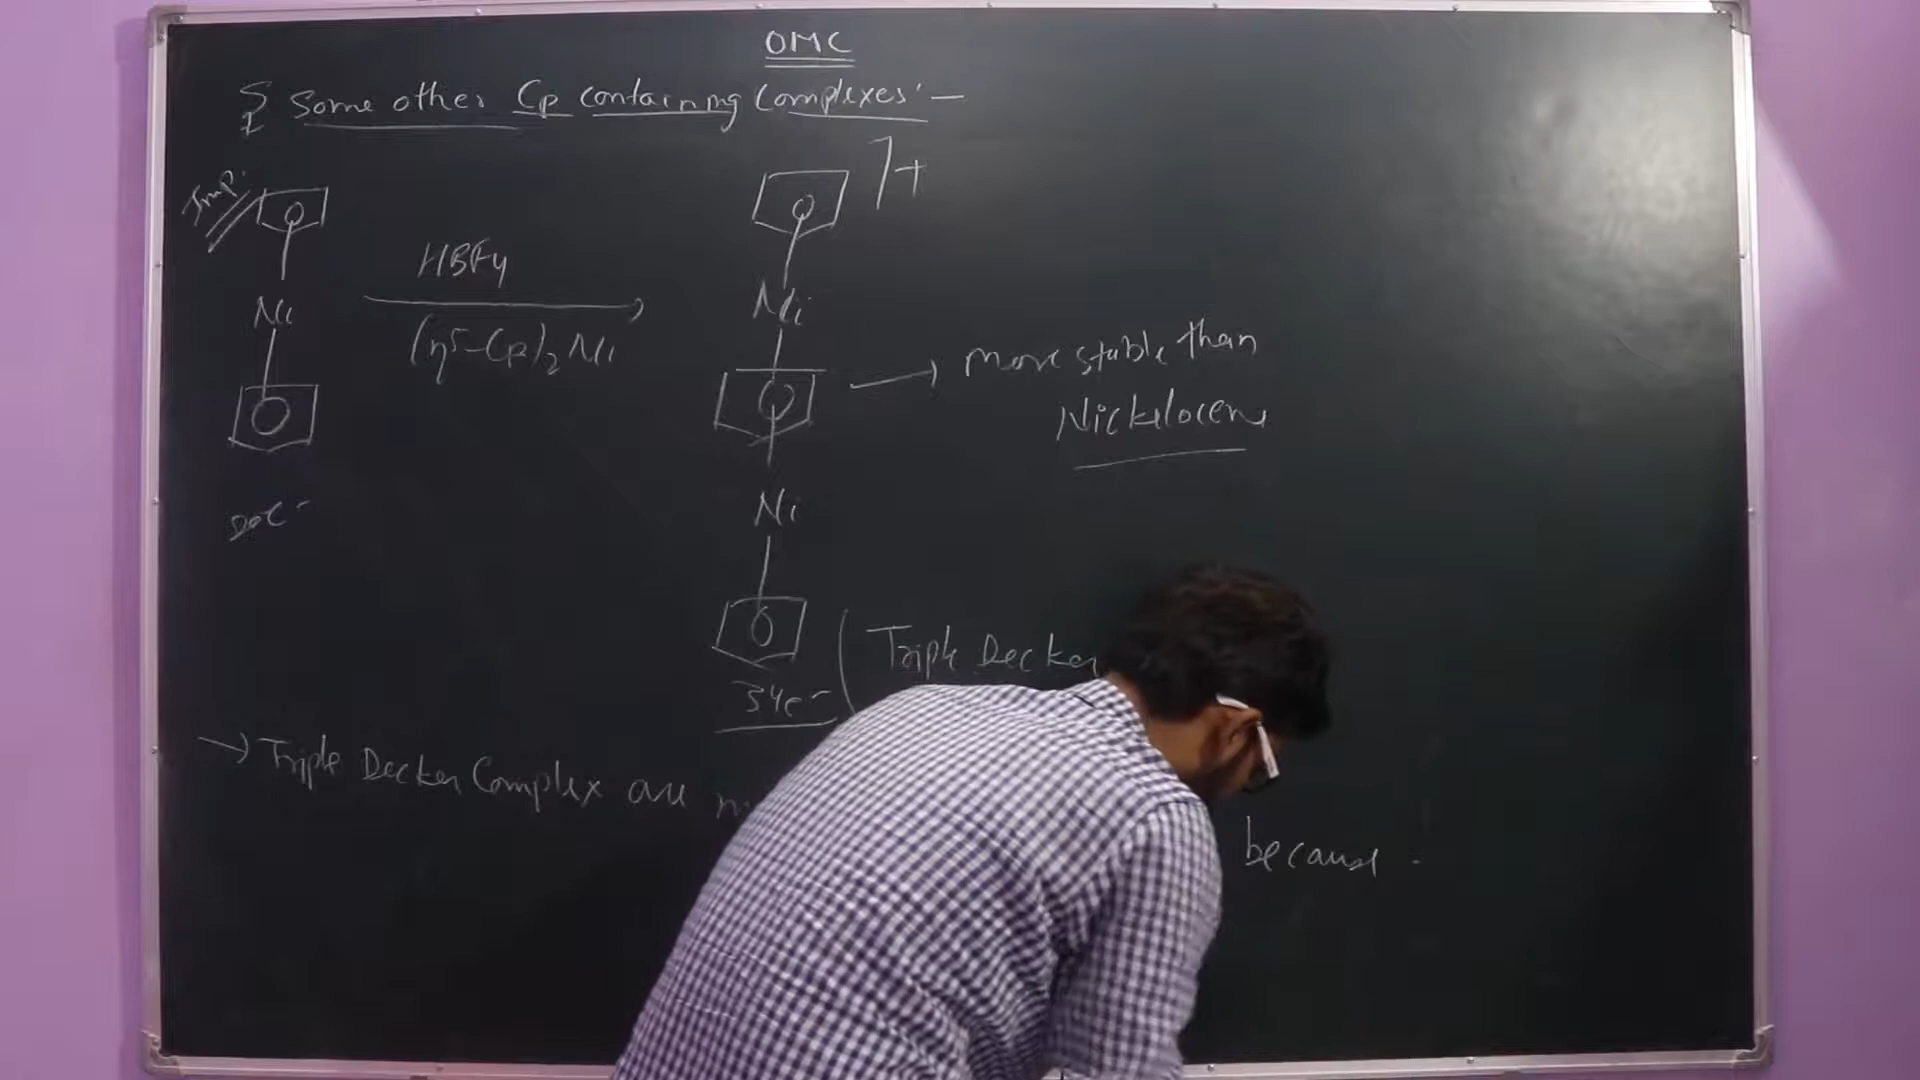 OMC
§ Some other Cp containing Complexes:-
Imp.
]+
HBF4
Ni
Ni
(η5-Cp)2 Ni
→ More stable than
Nickelocene
Ni
20e-
(Triple Decker
34e-
→ Triple Decker Complex are
because